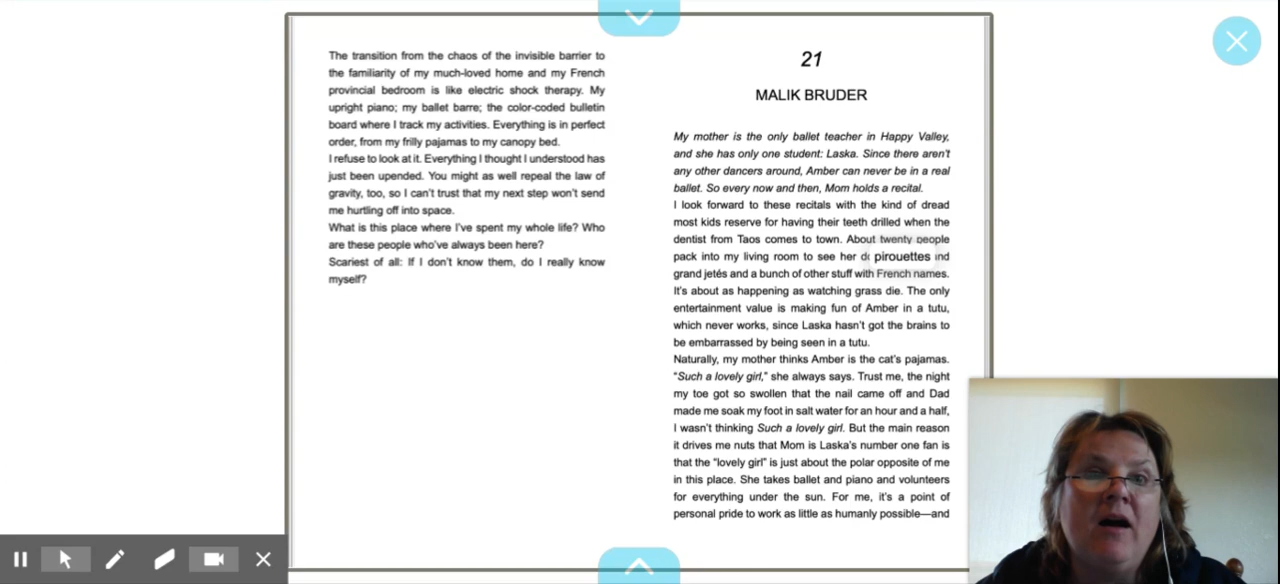 The transition from the chaos of the invisible barrier to
the familiarity of my much-loved home and my French
provincial bedroom is like electric shock therapy. My
upright piano; my ballet barre; the color-coded bulletin
board where I track my activities. Everything is in perfect
order, from my frilly pajamas to my canopy bed.
I refuse to look at it. Everything I thought I understood has
just been upended. You might as well repeal the law of
gravity, too, so I can't trust that my next step won't send
me hurtling off into space.
What is this place where I've spent my whole life? Who
are these people who've always been here?
Scariest of all: If I don't know them, do I really know
myself?
21
MALIK BRUDER
My mother is the only ballet teacher in Happy Valley,
and she has only one student: Laska. Since there aren't
any other dancers around, Amber can never be in a real
ballet. So every now and then, Mom holds a recital.
I look forward to these recitals with the kind of dread
most kids reserve for having their teeth drilled when the
dentist from Taos comes to town. About twenty people
pack into my living room to see her pirouettes
grand jetés and a bunch of other stuff with French names.
It's about as happening as watching grass die. The only
entertainment value is making fun of Amber in a tutu,
which never works, since Laska hasn't got the brains to
be embarrassed by being seen in a tutu.
Naturally, my mother thinks Amber is the cat's pajamas.
“Such a lovely girl,” she always says. Trust me, the night
my toe got so swollen that the nail came off and Dad
made me soak my foot in salt water for an hour and a half,
I wasn't thinking Such a lovely girl. But the main reason
it drives me nuts that Mom is Laska's number one fan is
that the “lovely girl” is just about the polar opposite of me
in this place. She takes ballet and piano and volunteers
for everything under the sun. For me, it's a point of
personal pride to work as little as humanly possible—and